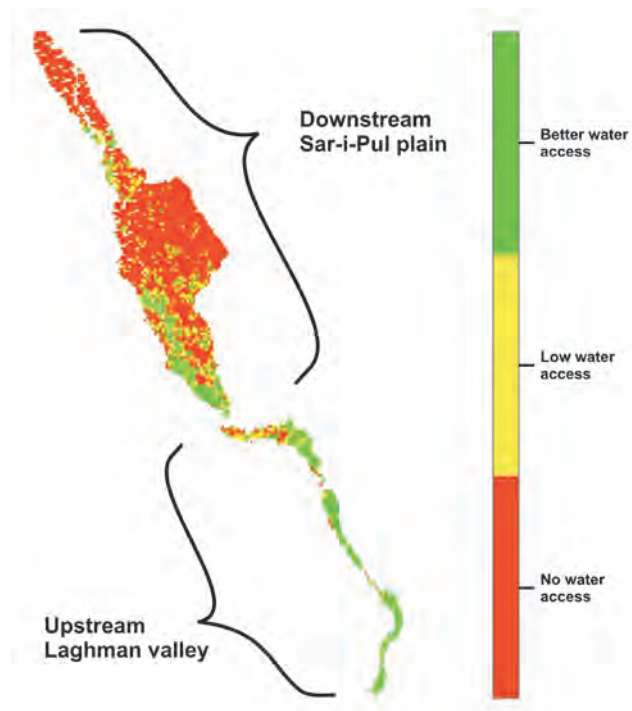 Downstream
Sar-i-Pul plain
Better water
access
Low water
access
No water
access
Upstream
Laghman valley